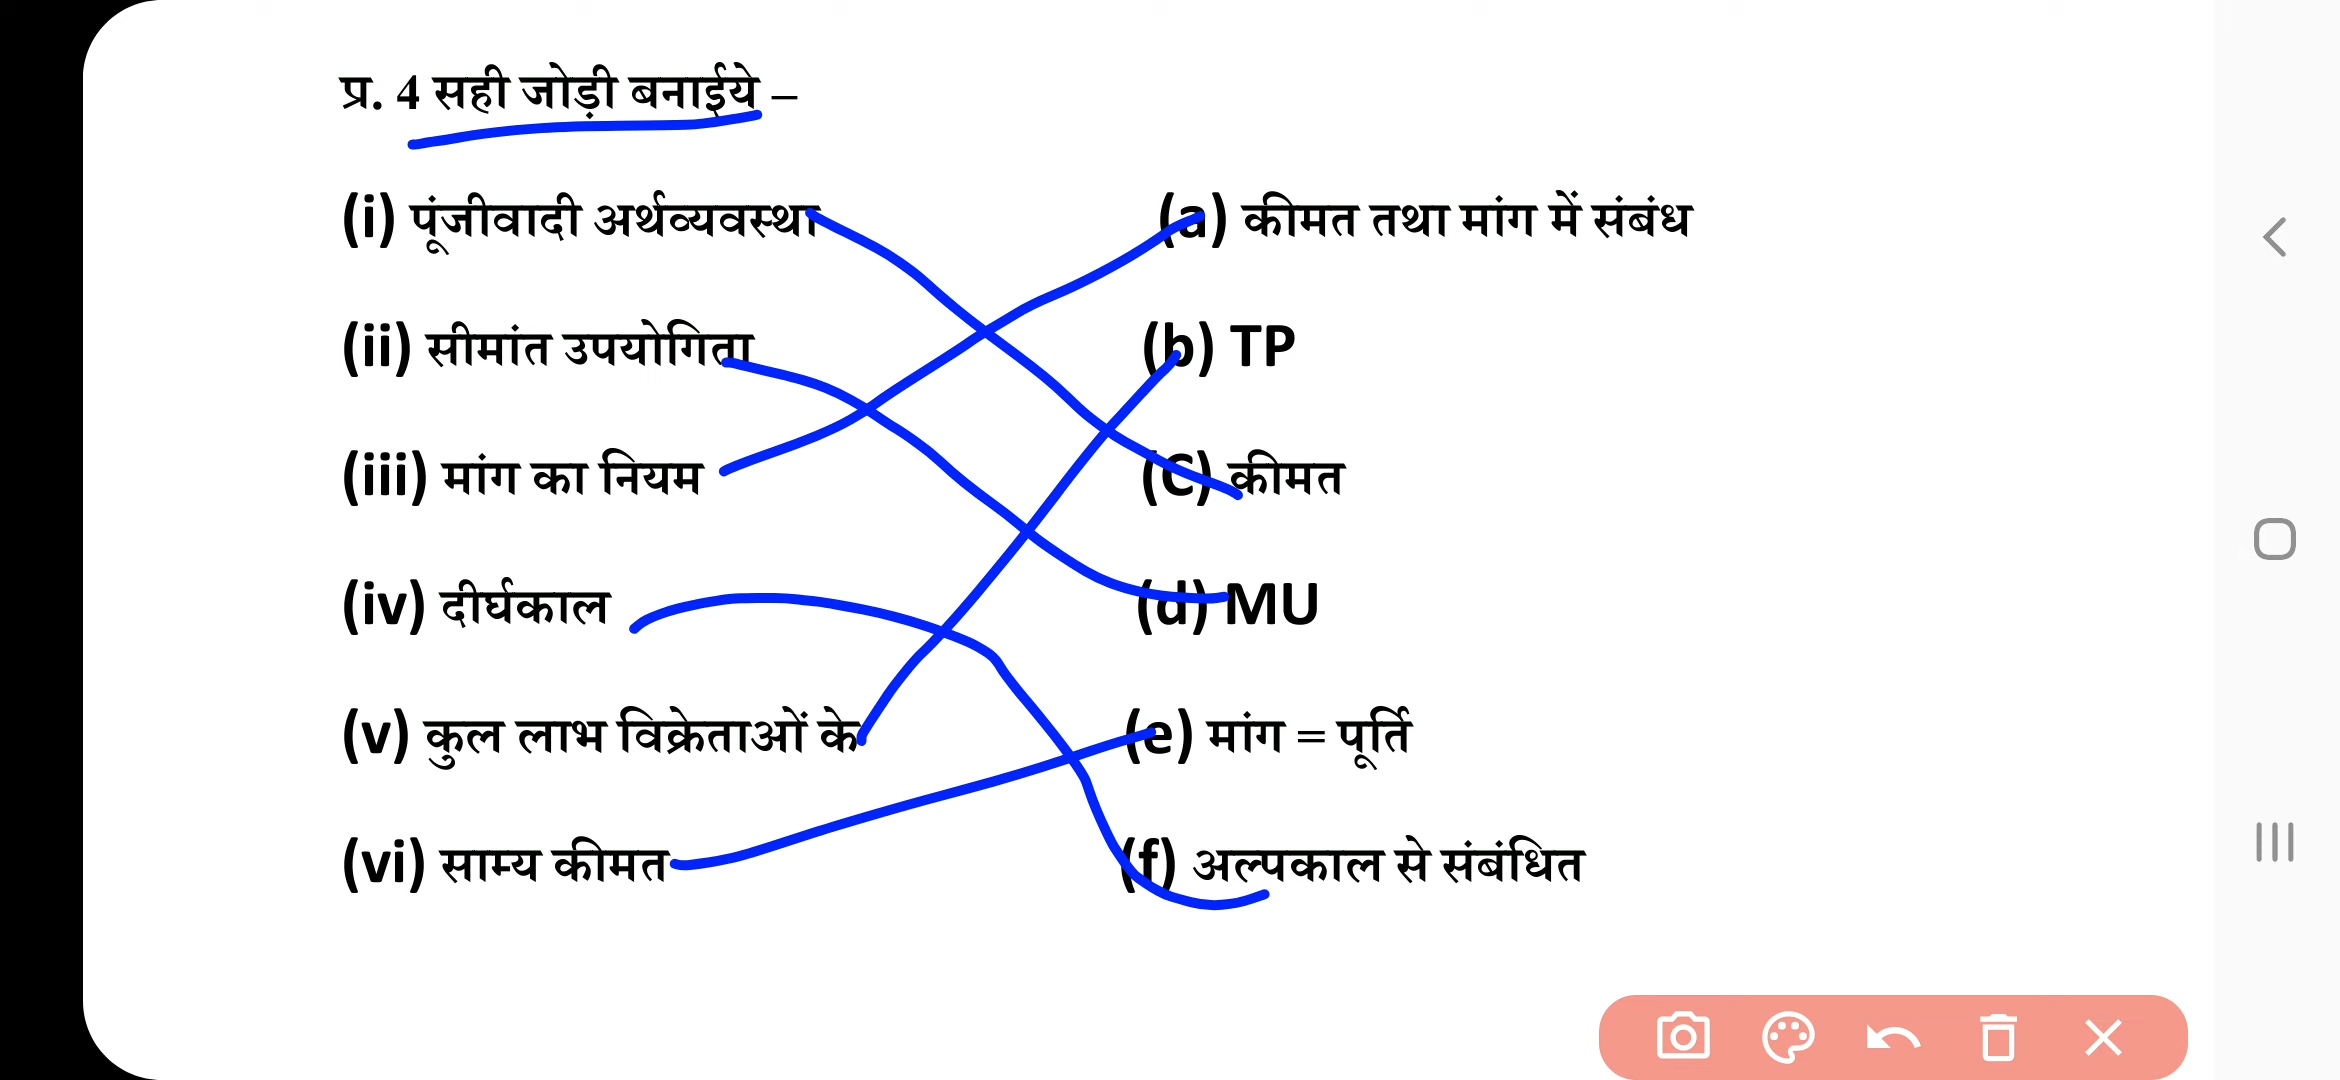 प्र. 4 सही जोड़ी बनाईये –
(i) पूंजीवादी अर्थव्यवस्था (a) कीमत तथा मांग में संबंध
(ii) सीमांत उपयोगिता (b) TP
(iii) मांग का नियम (C) कीमत
(iv) दीर्घकाल (d) MU
(v) कुल लाभ विक्रेताओं के (e) मांग = पूर्ति
(vi) साम्य कीमत (f) अल्पकाल से संबंधित